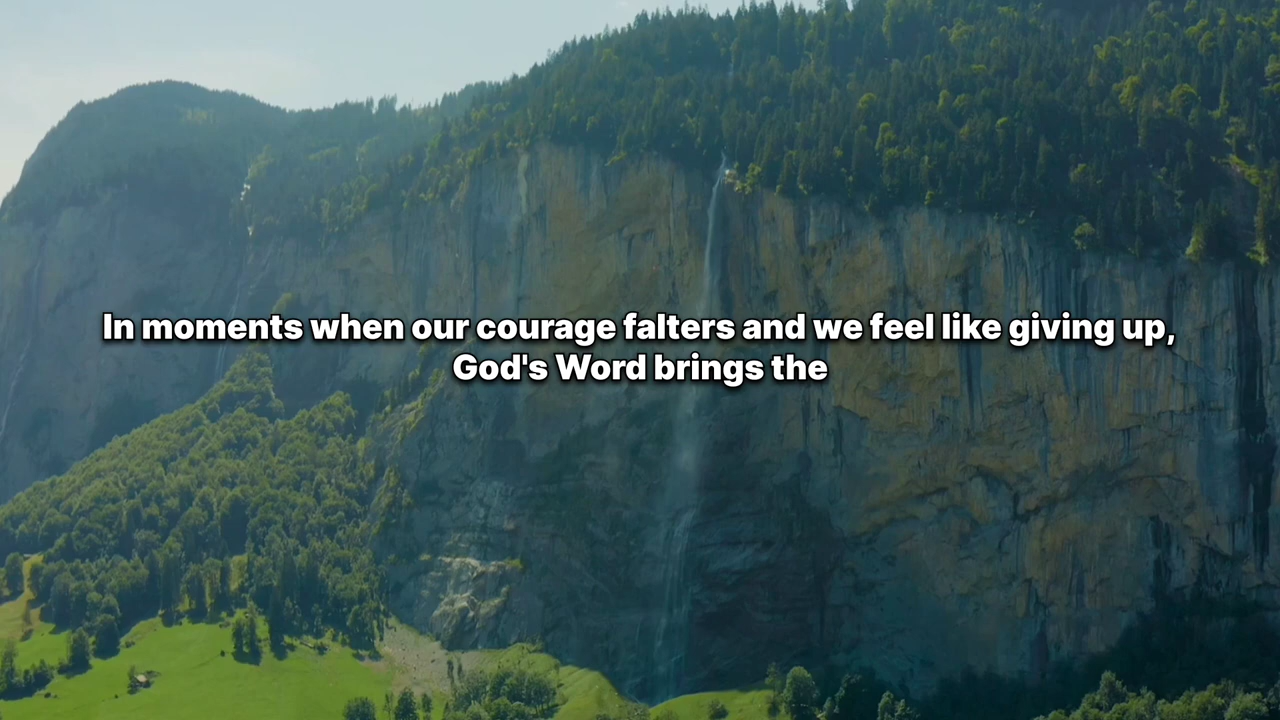 In moments when our courage falters and we feel like giving up,
God's Word brings the